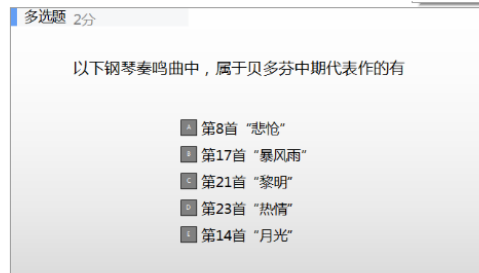 多选题 2分
以下钢琴奏鸣曲中，属于贝多芬中期代表作的有
A 第8首 “悲怆”
B 第17首 “暴风雨”
C 第21首 “黎明”
D 第23首 “热情”
E 第14首 “月光”